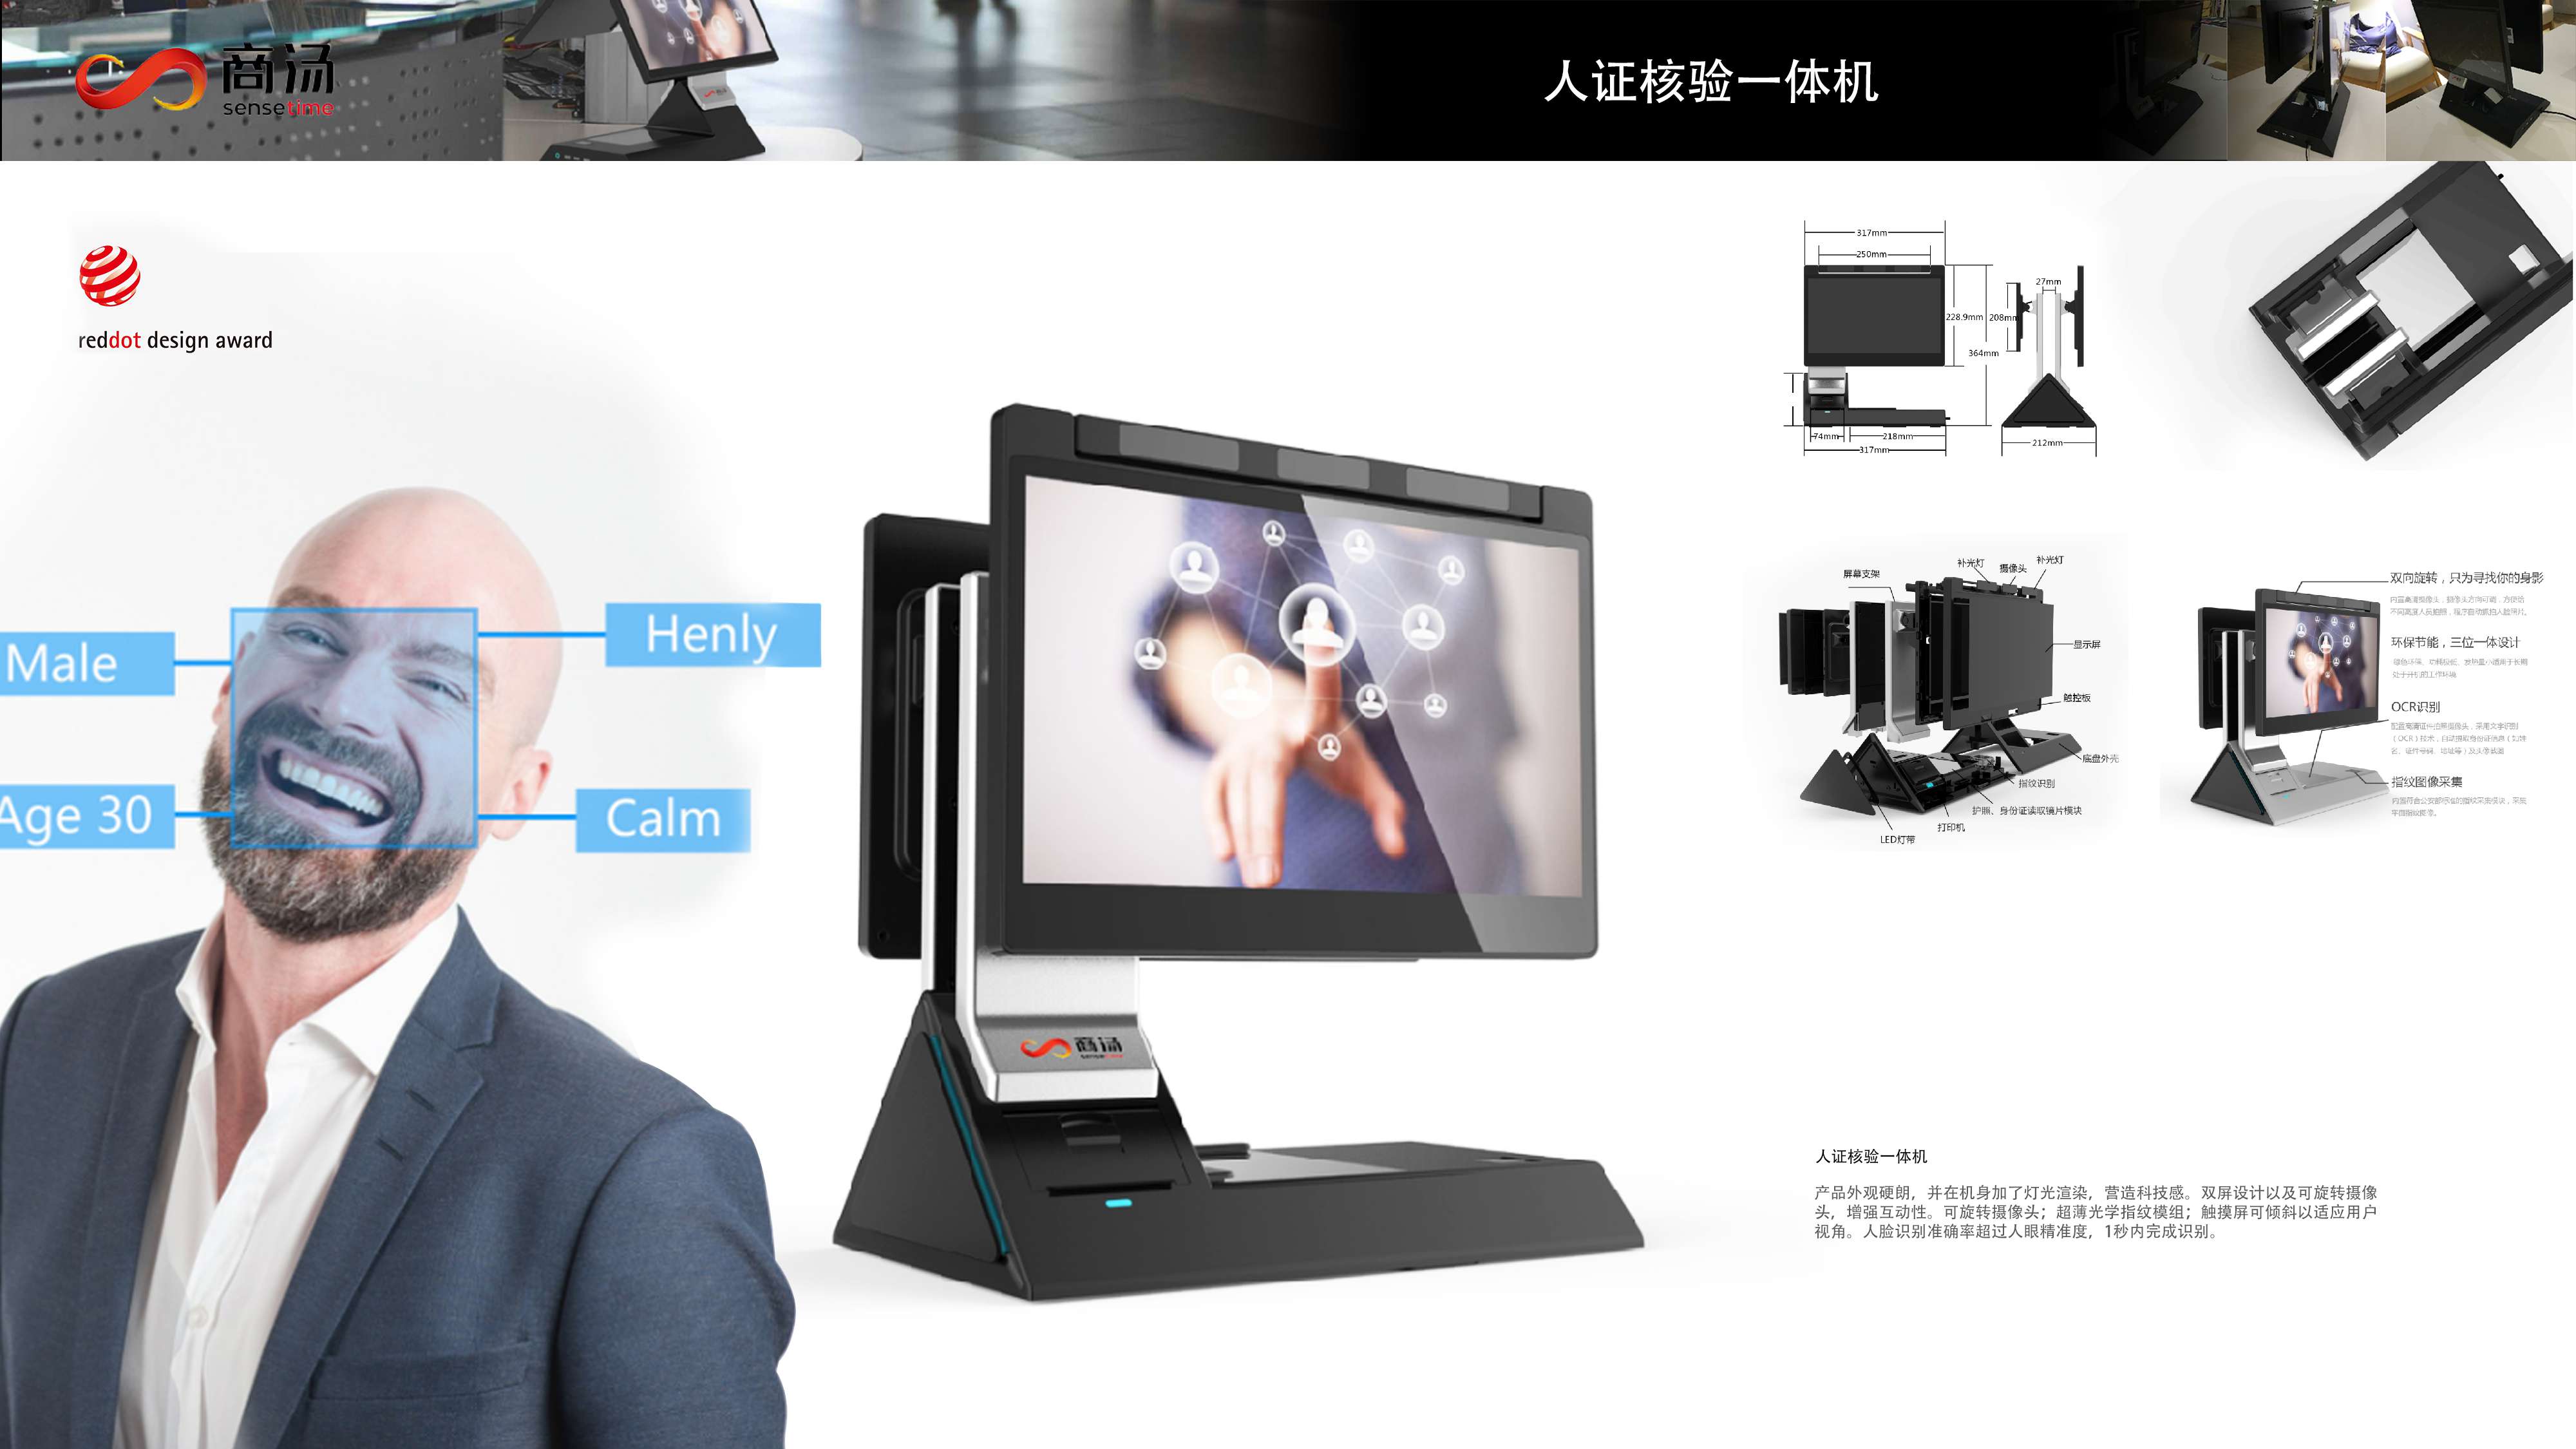 商汤
sensetime
人证核验一体机
reddot design award
Male
Henly
Age 30
Calm
商汤
sensetime
317mm
250mm
27mm
228.9mm
208mm
364mm
74mm
218mm
317mm
212mm
屏幕支架
补光灯
摄像头
补光灯
显示屏
触控板
底盘外壳
指纹识别
护照、身份证读取镜片模块
打印机
LED灯带
双向旋转，只为寻找你的身影
环保节能，三位一体设计
OCR识别
指纹图像采集
人证核验一体机
产品外观硬朗，并在机身加了灯光渲染，营造科技感。双屏设计以及可旋转摄像
头，增强互动性。可旋转摄像头；超薄光学指纹模组；触摸屏可倾斜以适应用户
视角。人脸识别准确率超过人眼精准度，1秒内完成识别。